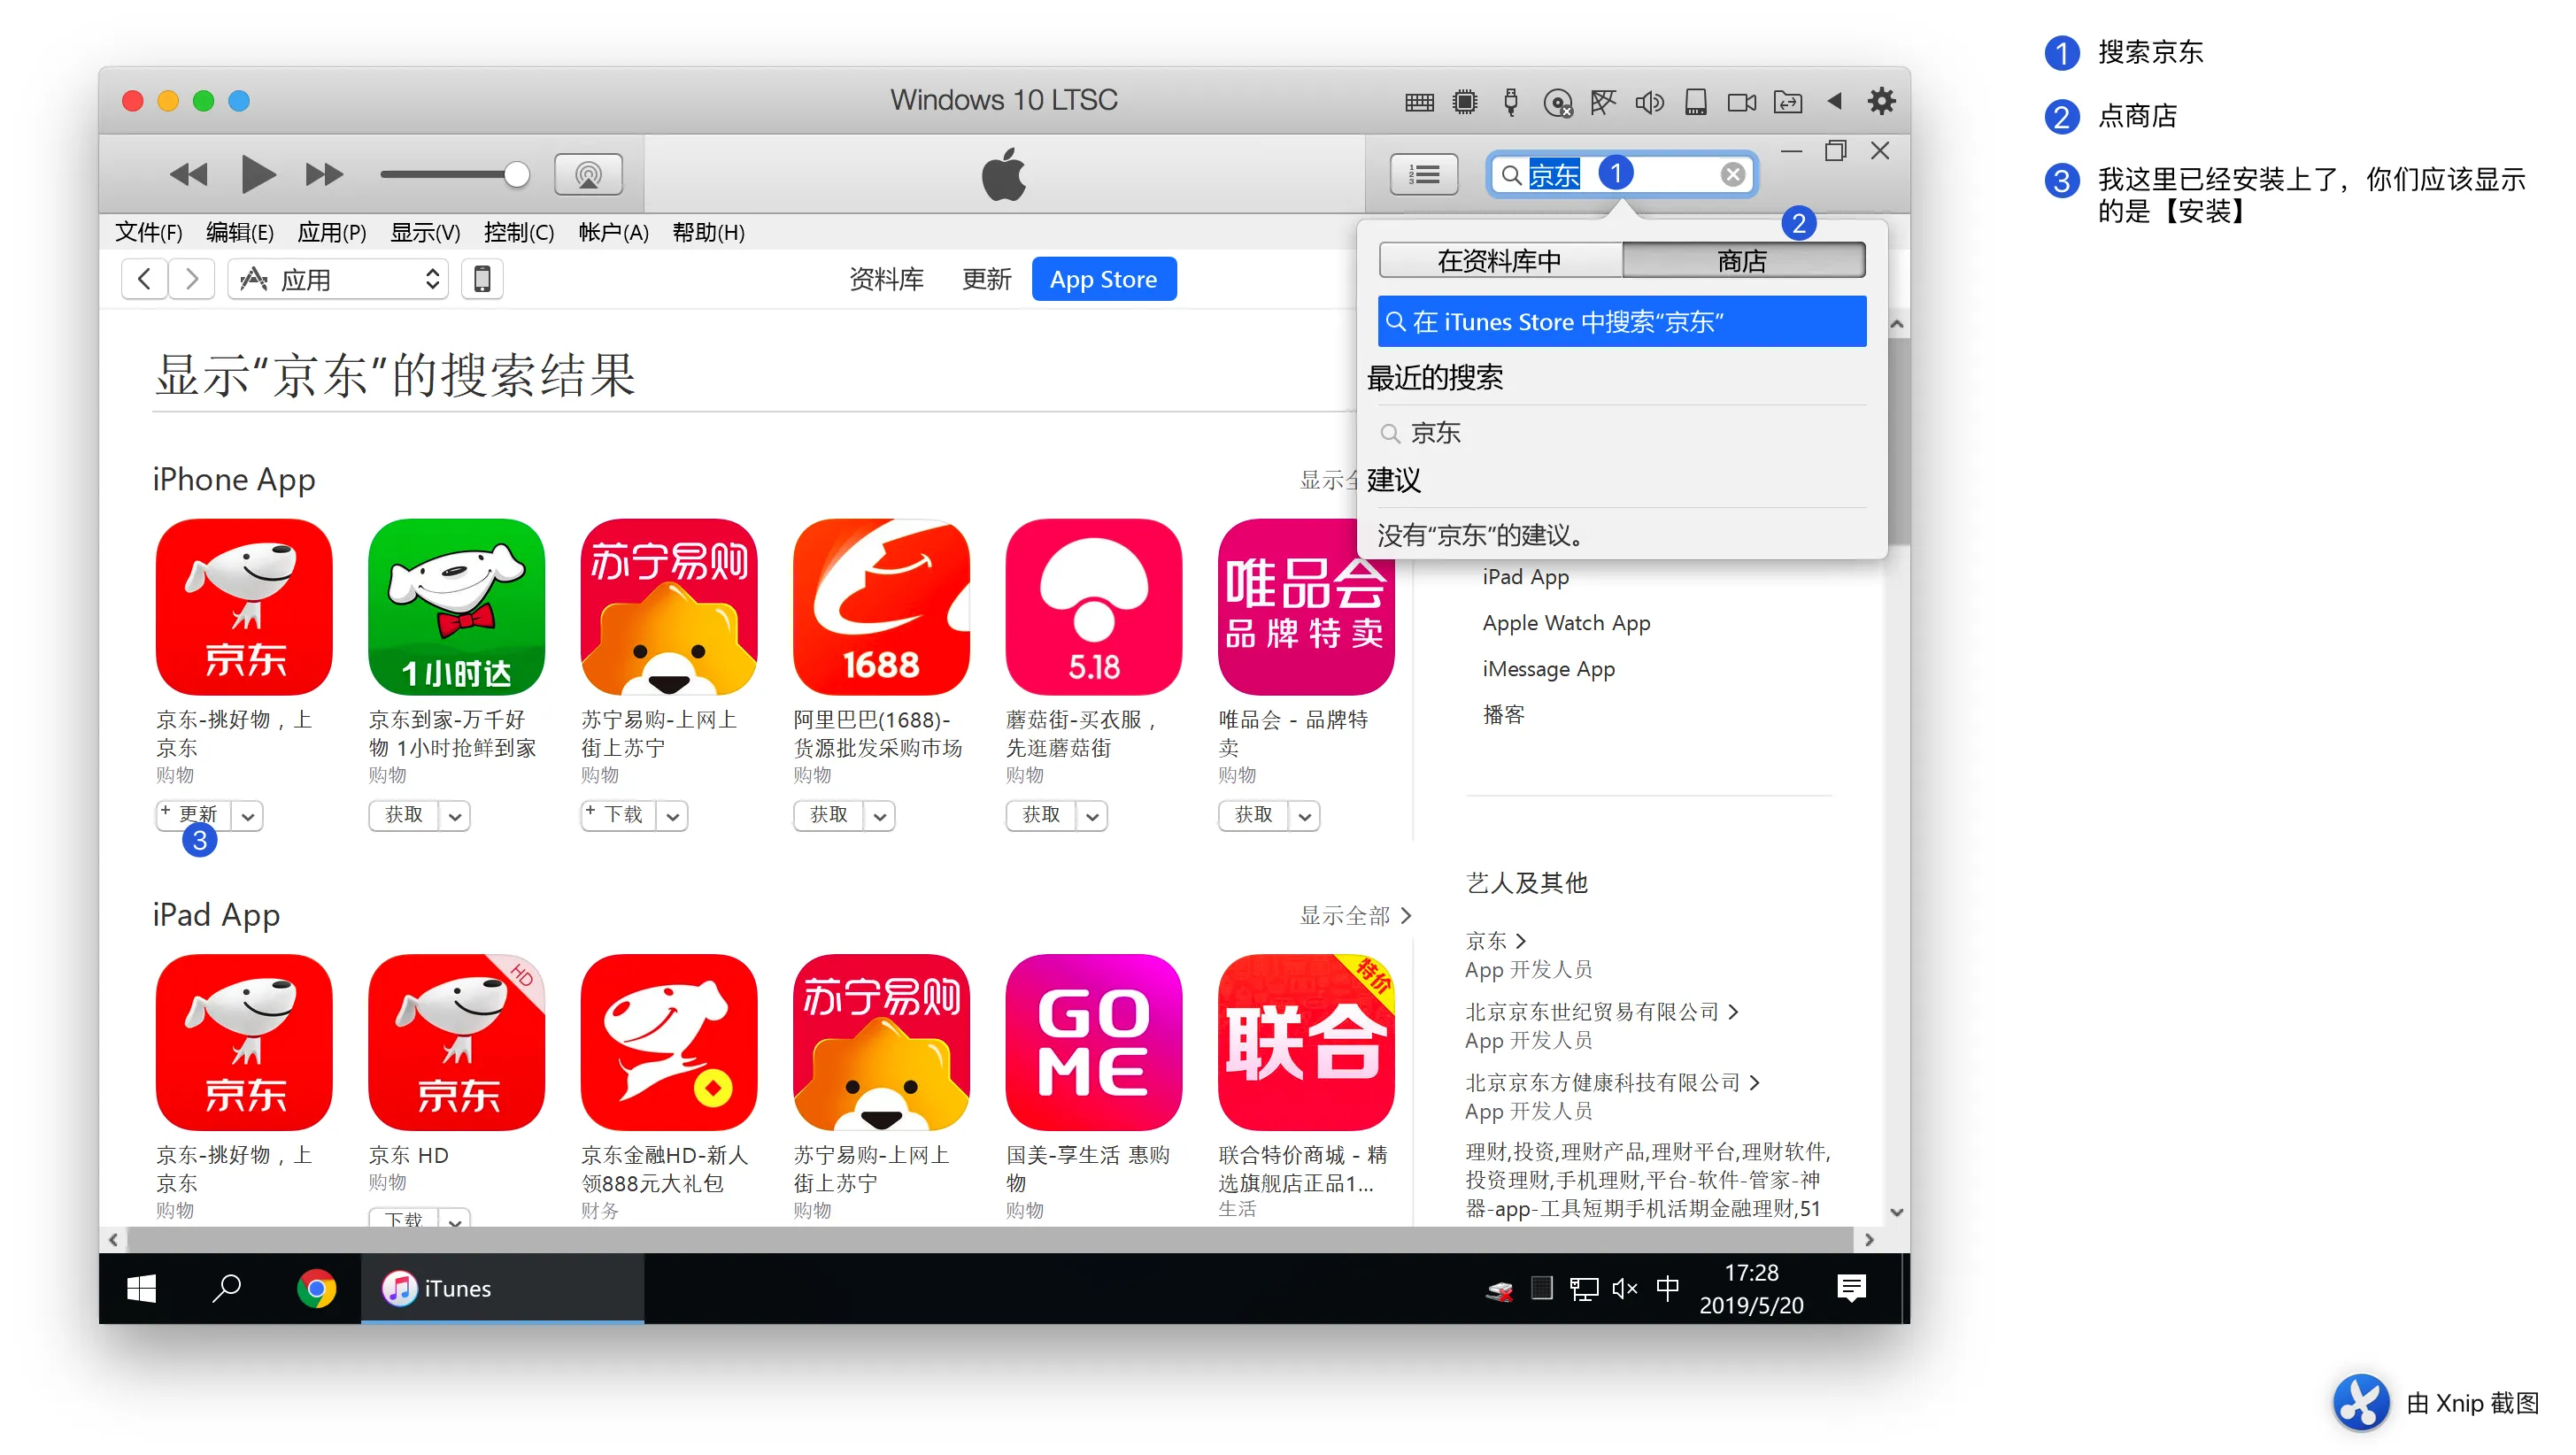 Windows 10 LTSC
京东
1
文件(F) 编辑(E) 应用(P) 显示(V) 控制(C) 帐户(A) 帮助(H)
应用
资料库 更新 App Store
2
在资料库中 商店
在 iTunes Store 中搜索“京东”
最近的搜索
京东
建议
没有“京东”的建议。
显示“京东”的搜索结果
iPhone App
显示全
京东
1小时达
苏宁易购
1688
5.18
唯品会
品牌特卖
京东-挑好物，上
京东
购物
+ 更新
3
京东到家-万千好
物 1小时抢鲜到家
购物
获取
苏宁易购-上网上
街上苏宁
购物
+ 下载
阿里巴巴(1688)-
货源批发采购市场
购物
获取
蘑菇街-买衣服，
先逛蘑菇街
购物
获取
唯品会 - 品牌特
卖
购物
获取
iPad App
显示全部
京东
HD
京东
苏宁易购
GO
ME
特价
联合
京东-挑好物，上
京东
购物
京东 HD
购物
下载
京东金融HD-新人
领888元大礼包
财务
苏宁易购-上网上
街上苏宁
购物
国美-享生活 惠购
物
购物
联合特价商城 - 精
选旗舰店正品1...
生活
iPad App
Apple Watch App
iMessage App
播客
艺人及其他
京东
App 开发人员
北京京东世纪贸易有限公司
App 开发人员
北京京东方健康科技有限公司
App 开发人员
理财,投资,理财产品,理财平台,理财软件,
投资理财,手机理财,平台-软件-管家-神
器-app-工具短期手机活期金融理财,51
iTunes
中
17:28
2019/5/20
1 搜索京东
2 点商店
3 我这里已经安装上了，你们应该显示
的是【安装】
由 Xnip 截图